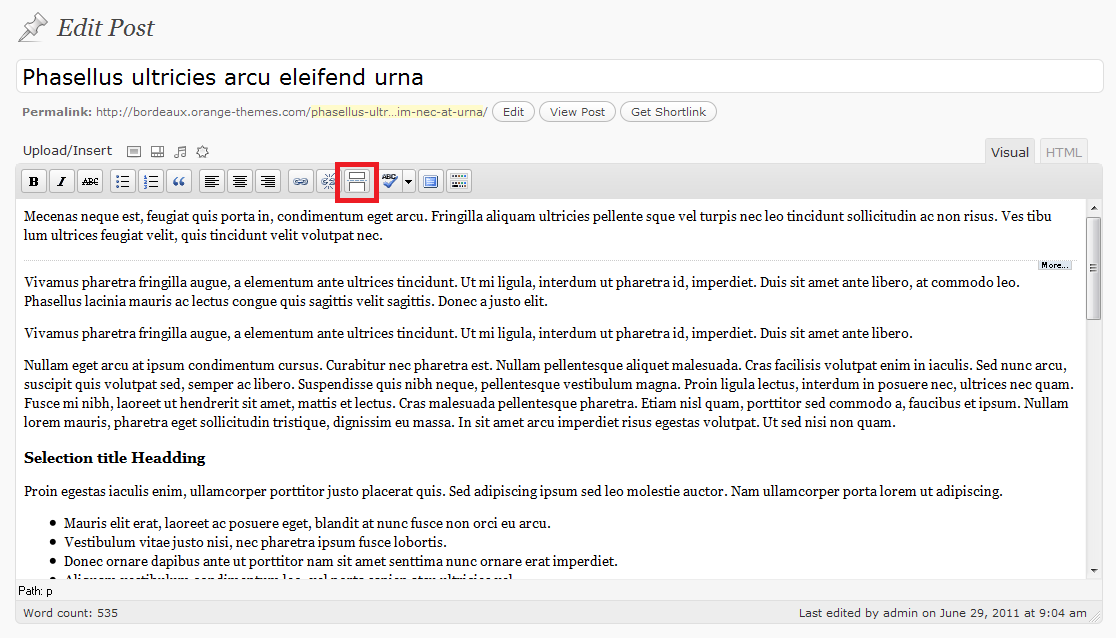 Edit Post
Phasellus ultricies arcu eleifend urna
Permalink: http://bordeaux.orange-themes.com/phasellus-ultr...im-nec-at-urna/ Edit View Post Get Shortlink
Upload/Insert
Visual HTML
B I ABC ABC
Mecenas neque est, feugiat quis porta in, condimentum eget arcu. Fringilla aliquam ultricies pellente sque vel turpis nec leo tincidunt sollicitudin ac non risus. Ves tibu
lum ultrices feugiat velit, quis tincidunt velit volutpat nec.
More...
Vivamus pharetra fringilla augue, a elementum ante ultrices tincidunt. Ut mi ligula, interdum ut pharetra id, imperdiet. Duis sit amet ante libero, at commodo leo.
Phasellus lacinia mauris ac lectus congue quis sagittis velit sagittis. Donec a justo elit.
Vivamus pharetra fringilla augue, a elementum ante ultrices tincidunt. Ut mi ligula, interdum ut pharetra id, imperdiet. Duis sit amet ante libero.
Nullam eget arcu at ipsum condimentum cursus. Curabitur nec pharetra est. Nullam pellentesque aliquet malesuada. Cras facilisis volutpat enim in iaculis. Sed nunc arcu,
suscipit quis volutpat sed, semper ac libero. Suspendisse quis nibh neque, pellentesque vestibulum magna. Proin ligula lectus, interdum in posuere nec, ultrices nec quam.
Fusce mi nibh, laoreet ut hendrerit sit amet, mattis et lectus. Cras malesuada pellentesque pharetra. Etiam nisl quam, porttitor sed commodo a, faucibus et ipsum. Nullam
lorem mauris, pharetra eget sollicitudin tristique, dignissim eu massa. In sit amet arcu imperdiet risus egestas volutpat. Ut sed nisi non quam.
Selection title Headding
Proin egestas iaculis enim, ullamcorper porttitor justo placerat quis. Sed adipiscing ipsum sed leo molestie auctor. Nam ullamcorper porta lorem ut adipiscing.
Mauris elit erat, laoreet ac posuere eget, blandit at nunc fusce non orci eu arcu.
Vestibulum vitae justo nisi, nec pharetra ipsum fusce lobortis.
Donec ornare dapibus ante ut porttitor nam sit amet senttima nunc ornare erat imperdiet.
Path: p
Word count: 535
Last edited by admin on June 29, 2011 at 9:04 am